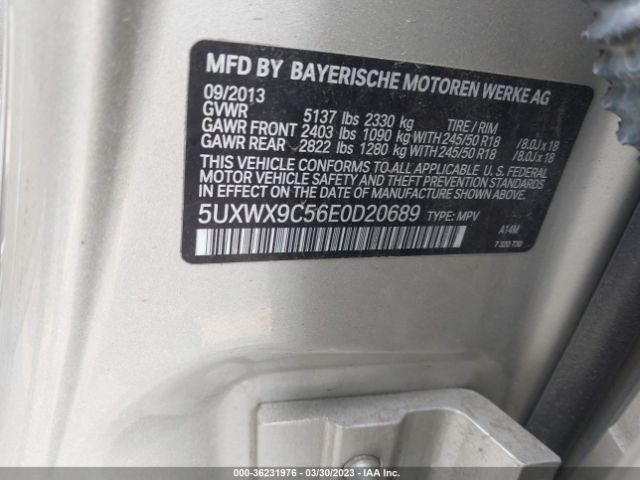 MFD BY BAYERISCHE MOTOREN WERKE AG
09/2013
GVWR 5137 lbs 2330 kg TIRE / RIM
GAWR FRONT 2403 lbs 1090 kg WITH 245/50 R18 / 8.0J x 18
GAWR REAR 2822 lbs 1280 kg WITH 245/50 R18 / 8.0J x 18
THIS VEHICLE CONFORMS TO ALL APPLICABLE U.S. FEDERAL
MOTOR VEHICLE SAFETY AND THEFT PREVENTION STANDARDS
IN EFFECT ON THE DATE OF MANUFACTURE SHOWN ABOVE.
5UXWX9C56E0D20689 TYPE: MPV
A14M
7 320 730
000-36231976 / 03/30/2023 / IAA Inc.